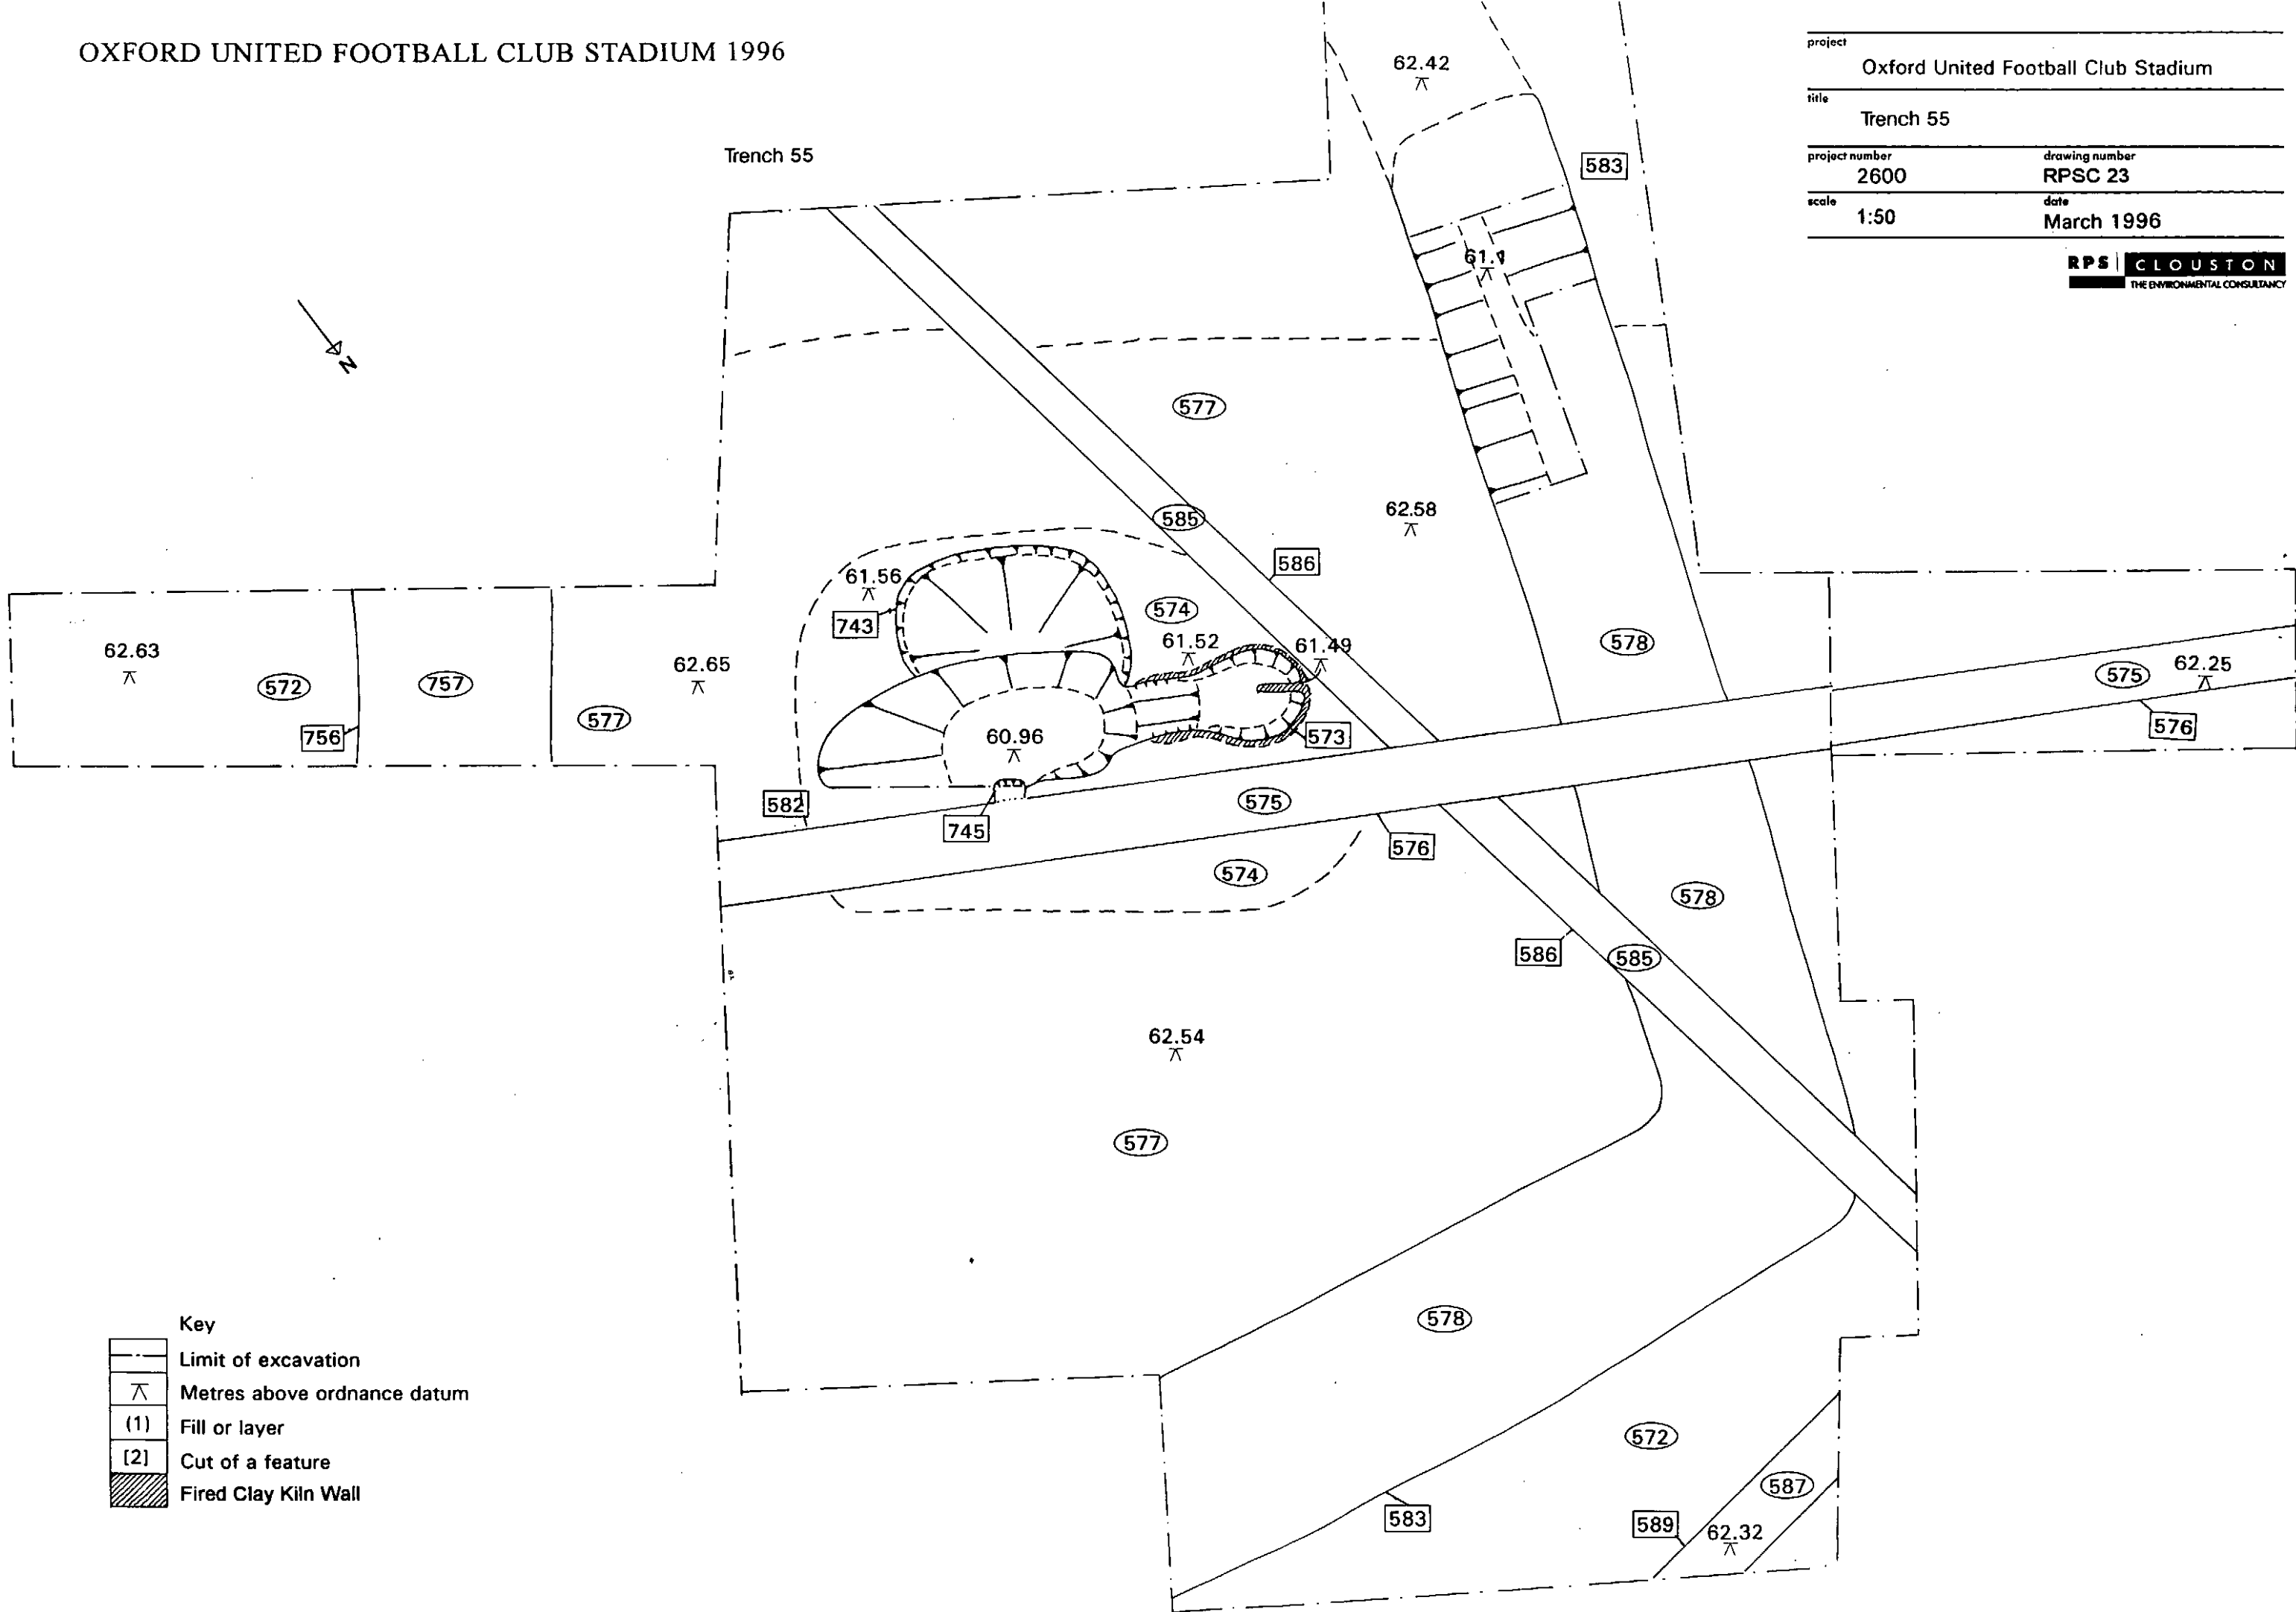 OXFORD UNITED FOOTBALL CLUB STADIUM 1996
project
Oxford United Football Club Stadium
title
Trench 55
project number
2600
drawing number
RPSC 23
scale
1:50
date
March 1996
RPS CLOUSTON
THE ENVIRONMENTAL CONSULTANCY
Trench 55
N
62.42
583
61.1
577
585
62.58
586
61.56
743
574
61.52
61.49
578
62.63
572
757
756
577
62.65
60.96
573
575
62.25
576
582
745
575
576
574
578
586
585
62.54
577
578
572
587
583
589
62.32
Key
Limit of excavation
Metres above ordnance datum
(1) Fill or layer
[2] Cut of a feature
Fired Clay Kiln Wall